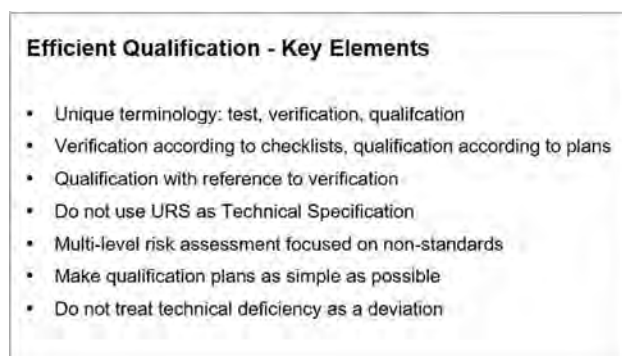 Efficient Qualification - Key Elements
• Unique terminology: test, verification, qualifcation
• Verification according to checklists, qualification according to plans
• Qualification with reference to verification
• Do not use URS as Technical Specification
• Multi-level risk assessment focused on non-standards
• Make qualification plans as simple as possible
• Do not treat technical deficiency as a deviation